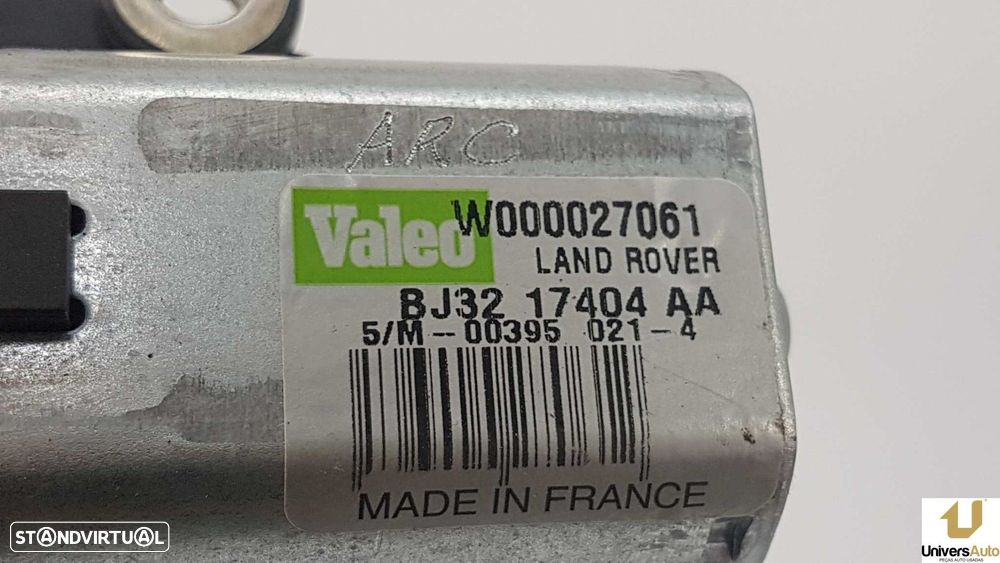 ARC
Valeo W000027061
LAND ROVER
BJ32 17404 AA
5/M-00395 021-4
MADE IN FRANCE
STANDVIRTUAL
UniversAuto
PEÇAS AUTO USADAS